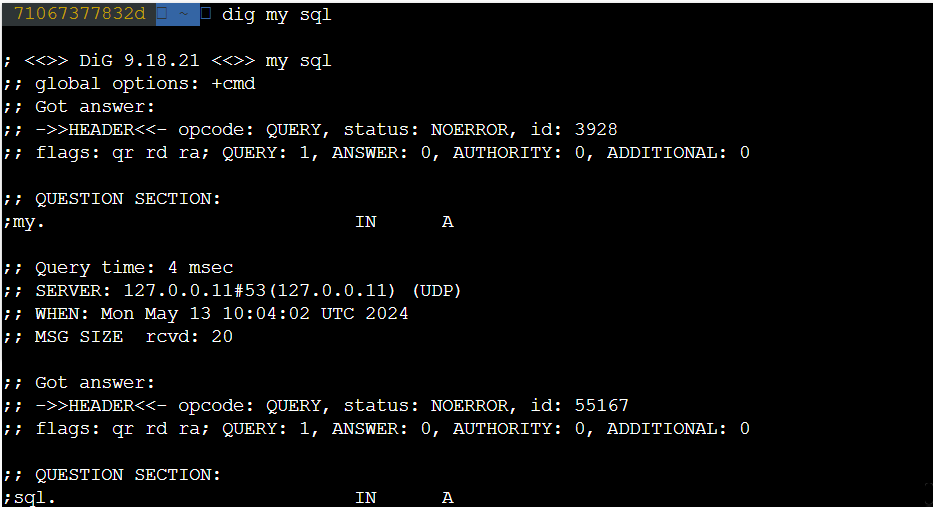 71067377832d ~ dig my sql
; <<>> DiG 9.18.21 <<>> my sql
;; global options: +cmd
;; Got answer:
;; ->>HEADER<<- opcode: QUERY, status: NOERROR, id: 3928
;; flags: qr rd ra; QUERY: 1, ANSWER: 0, AUTHORITY: 0, ADDITIONAL: 0
;; QUESTION SECTION:
;my. IN A
;; Query time: 4 msec
;; SERVER: 127.0.0.11#53(127.0.0.11) (UDP)
;; WHEN: Mon May 13 10:04:02 UTC 2024
;; MSG SIZE rcvd: 20
;; Got answer:
;; ->>HEADER<<- opcode: QUERY, status: NOERROR, id: 55167
;; flags: qr rd ra; QUERY: 1, ANSWER: 0, AUTHORITY: 0, ADDITIONAL: 0
;; QUESTION SECTION:
;sql. IN A